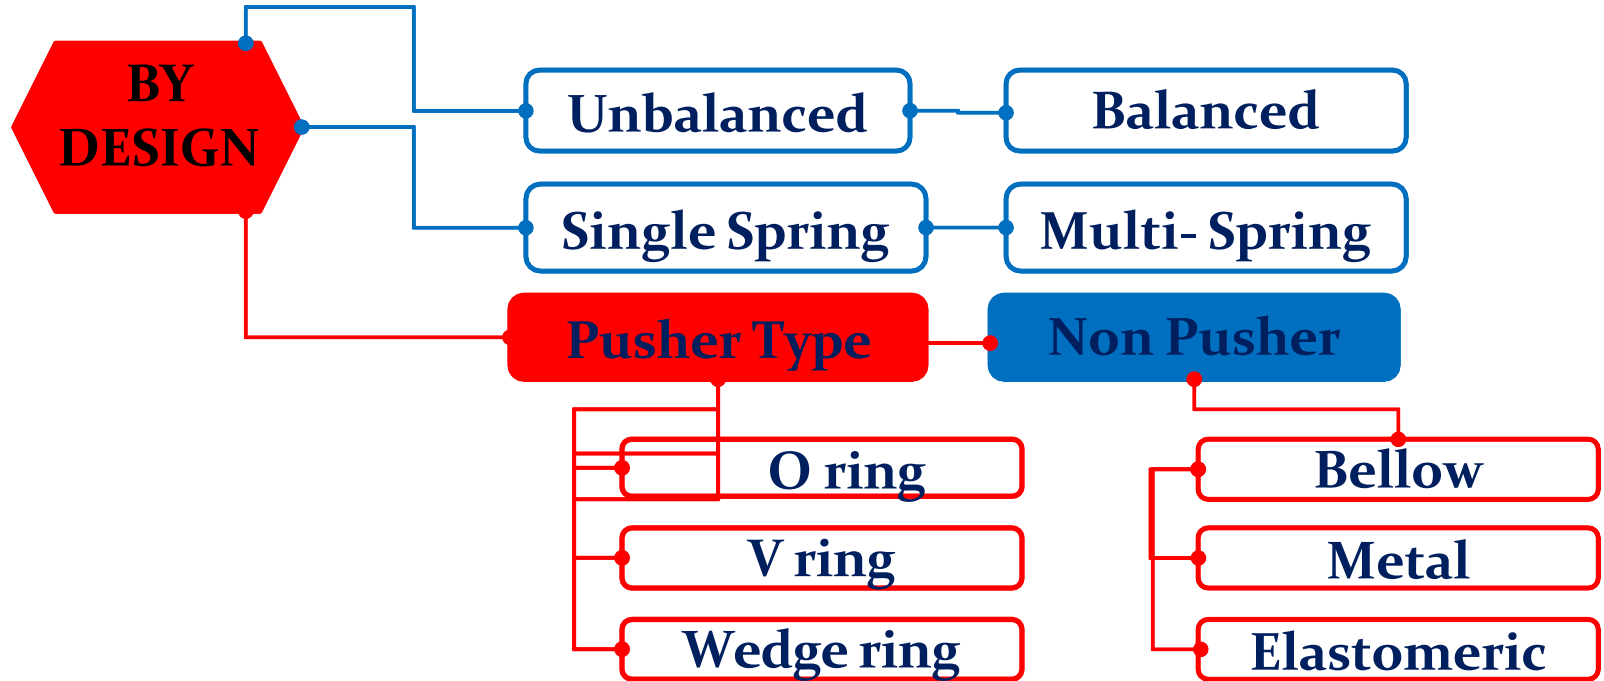 BY
DESIGN
Unbalanced
Balanced
Single Spring
Multi- Spring
Pusher Type
Non Pusher
O ring
Bellow
V ring
Metal
Wedge ring
Elastomeric